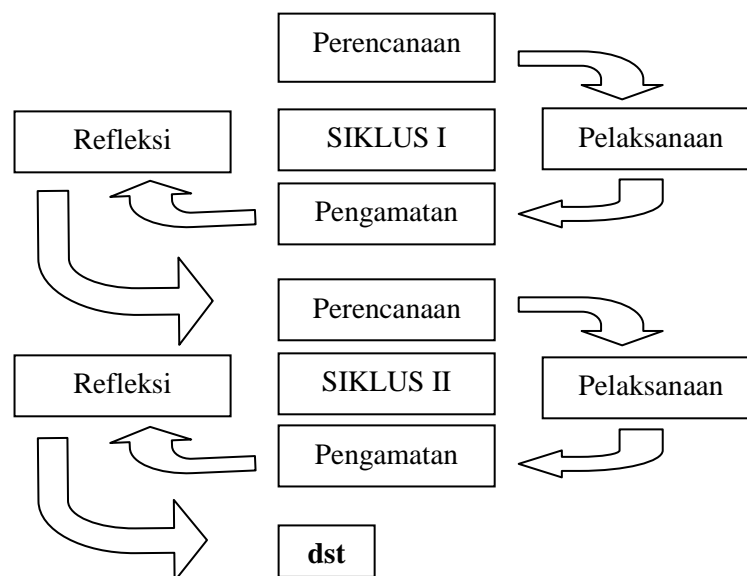 Perencanaan
Refleksi
SIKLUS I
Pelaksanaan
Pengamatan
Perencanaan
Refleksi
SIKLUS II
Pelaksanaan
Pengamatan
dst